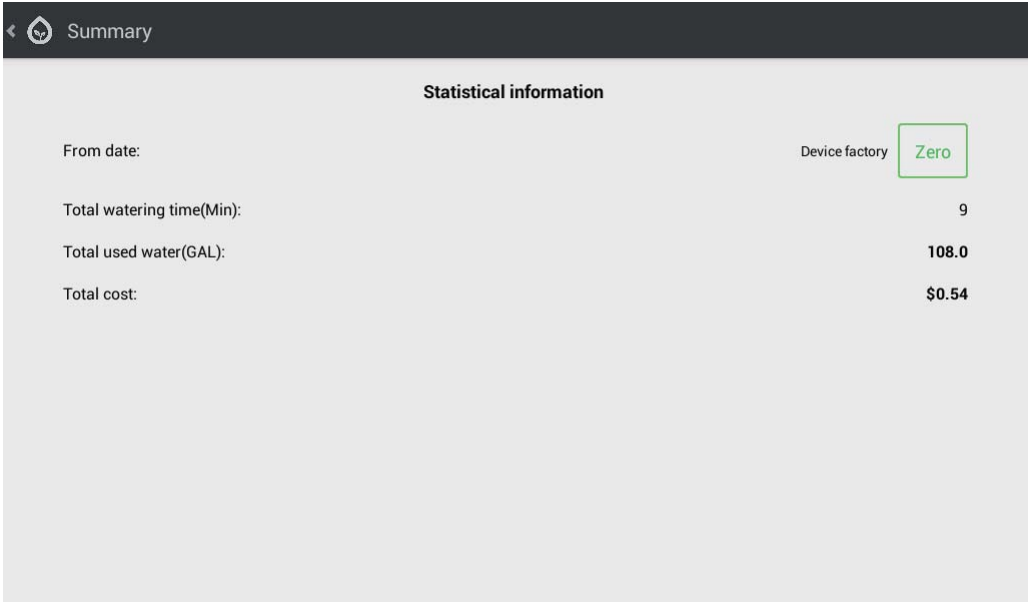 Summary
Statistical information
From date: Device factory Zero
Total watering time(Min): 9
Total used water(GAL): 108.0
Total cost: $0.54